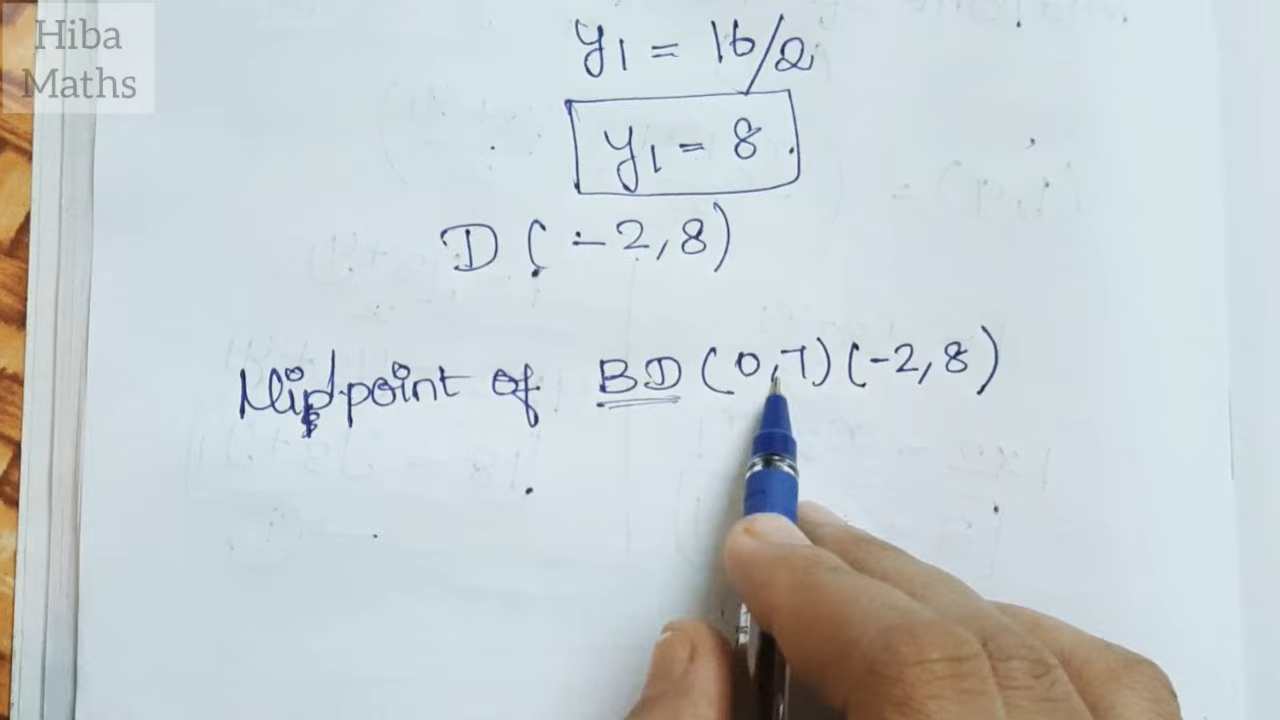 Hiba
Maths
y1 = 16/2
y1 = 8
D (-2,8)
Midpoint of BD (0,7) (-2,8)